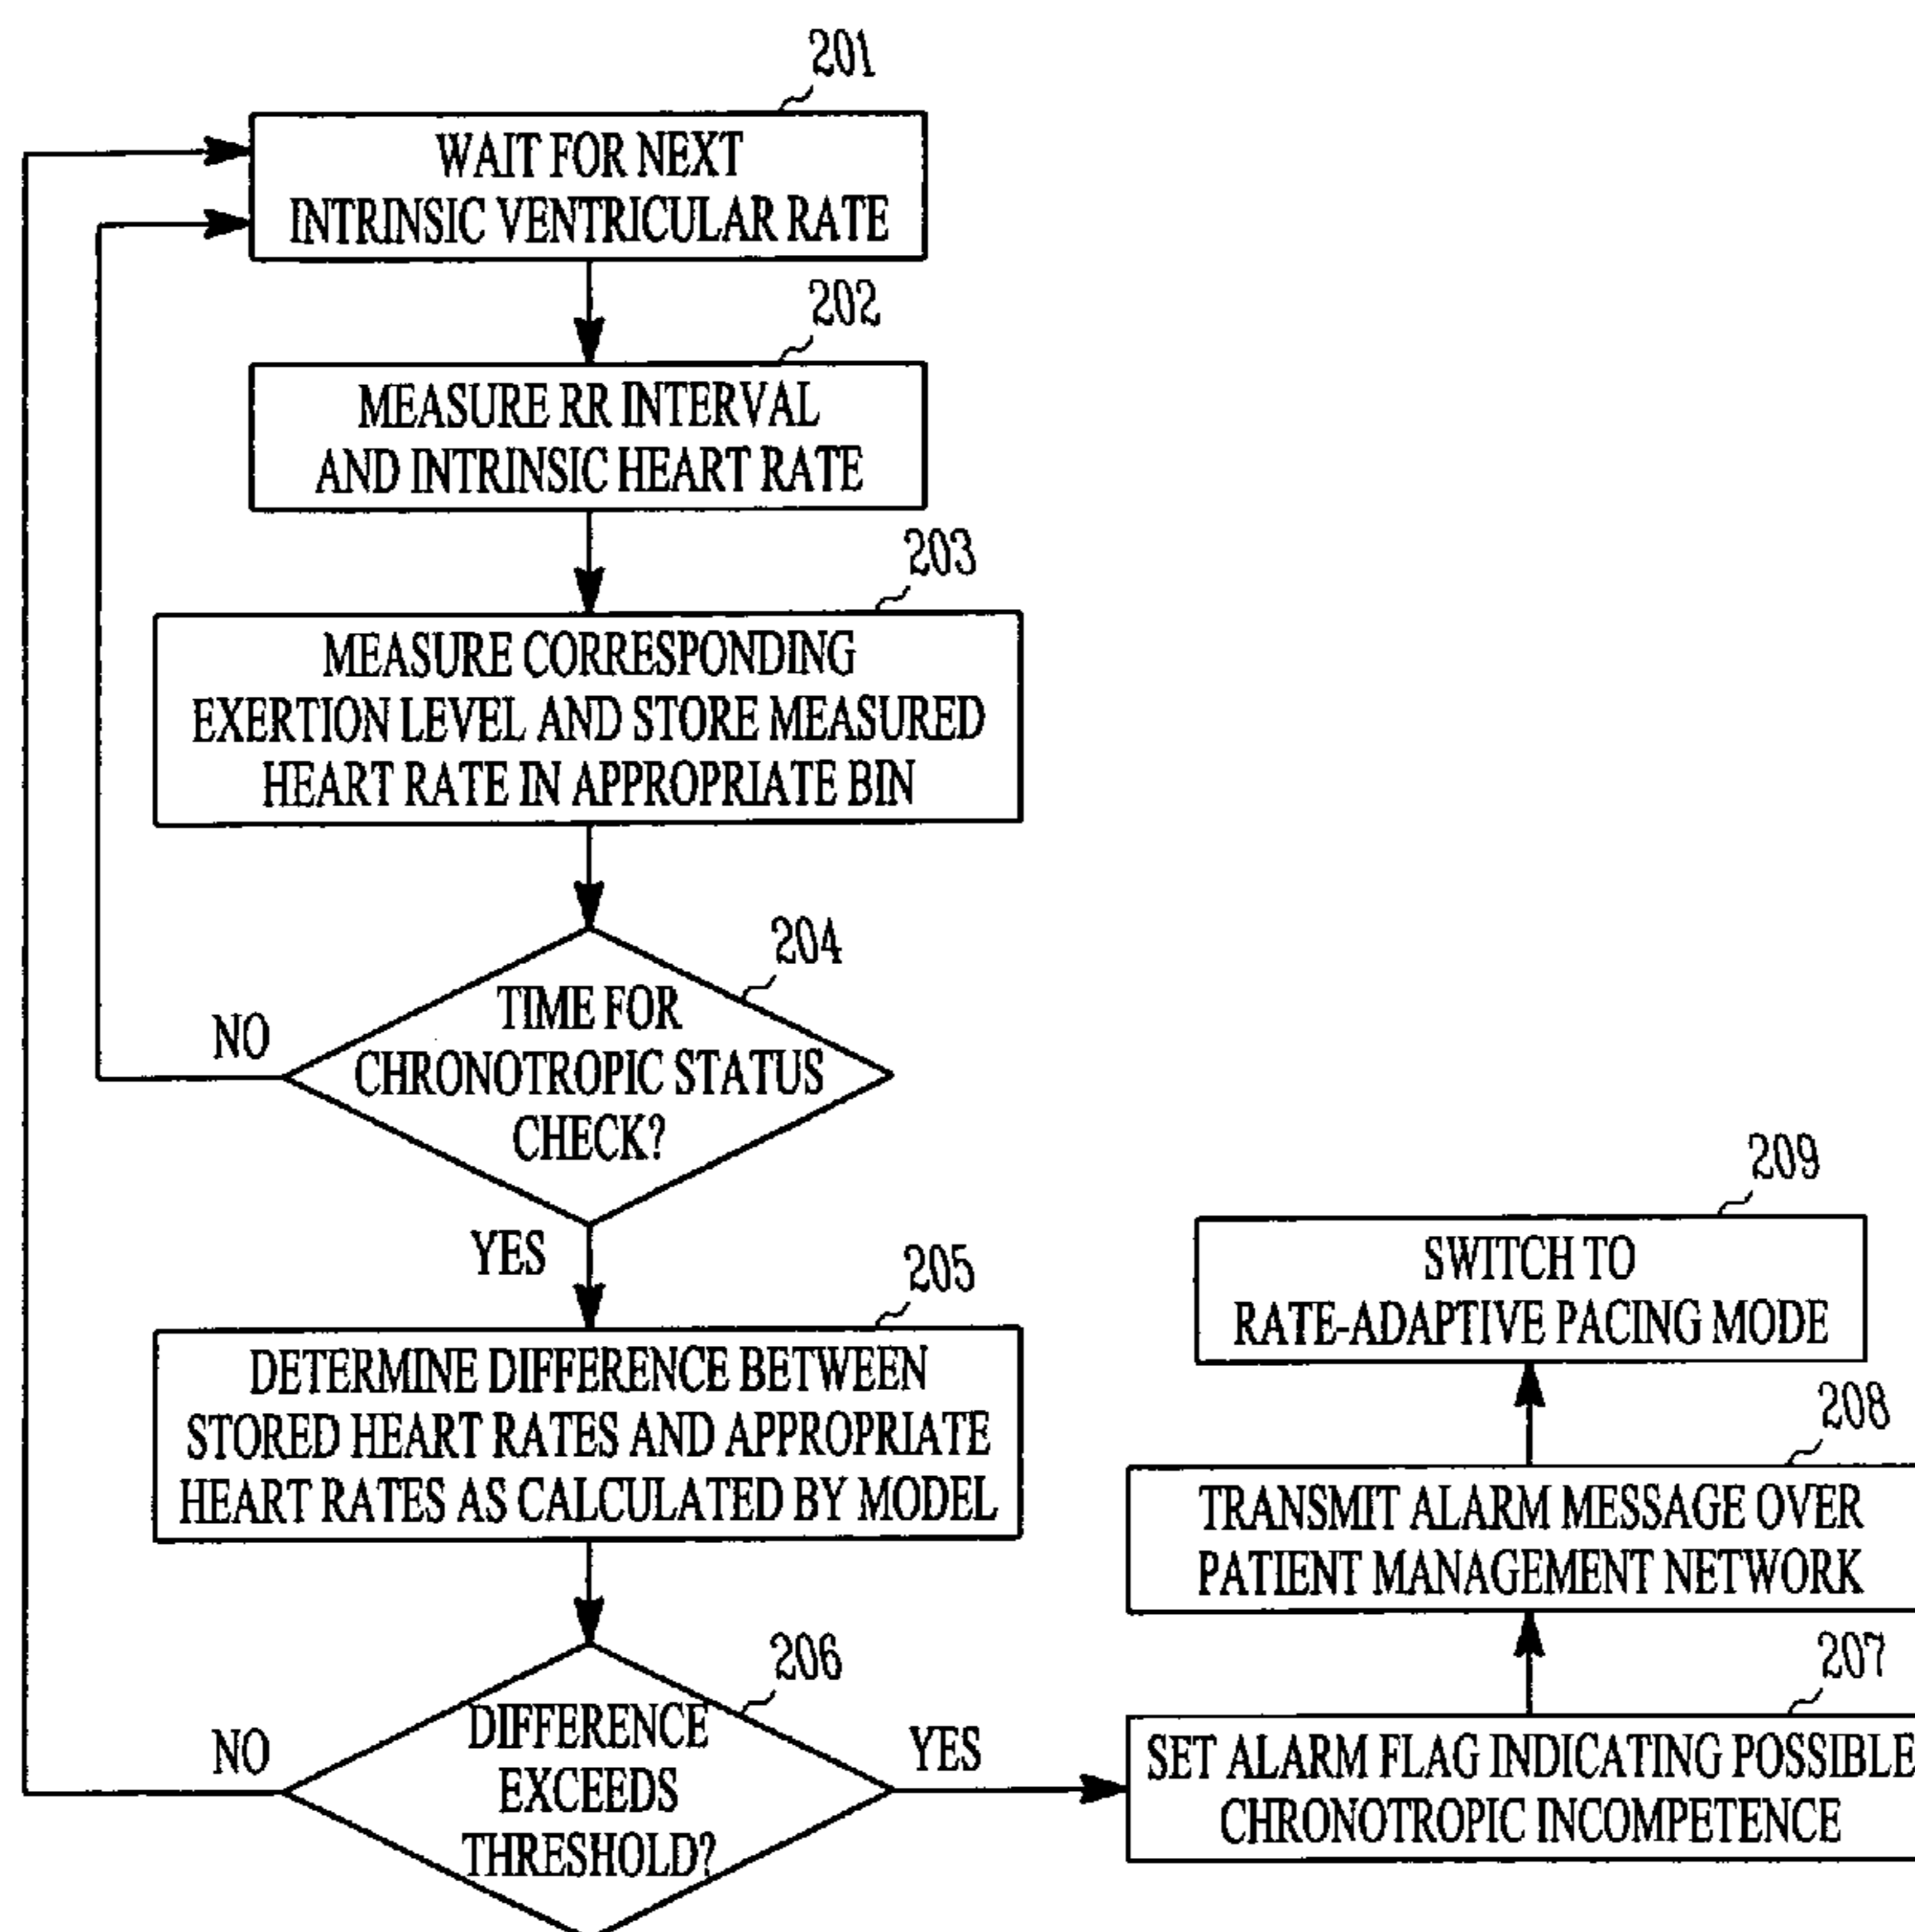 201
WAIT FOR NEXT
INTRINSIC VENTRICULAR RATE
202
MEASURE RR INTERVAL
AND INTRINSIC HEART RATE
203
MEASURE CORRESPONDING
EXERTION LEVEL AND STORE MEASURED
HEART RATE IN APPROPRIATE BIN
204
TIME FOR
CHRONOTROPIC STATUS
CHECK?
NO
YES
205
DETERMINE DIFFERENCE BETWEEN
STORED HEART RATES AND APPROPRIATE
HEART RATES AS CALCULATED BY MODEL
206
DIFFERENCE
EXCEEDS
THRESHOLD?
NO
YES
207
SET ALARM FLAG INDICATING POSSIBLE
CHRONOTROPIC INCOMPETENCE
208
TRANSMIT ALARM MESSAGE OVER
PATIENT MANAGEMENT NETWORK
209
SWITCH TO
RATE-ADAPTIVE PACING MODE